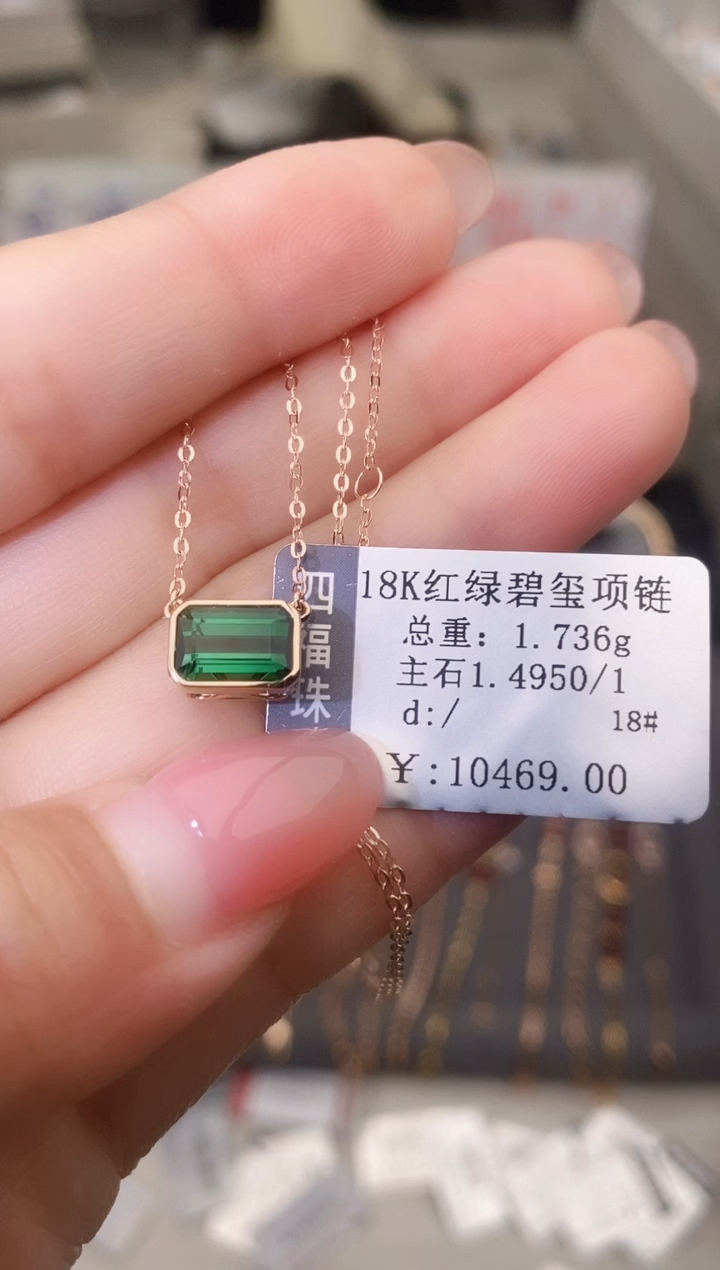 四福珠
18K红绿碧玺项链
总重: 1.736g
主石1.4950/1
d:/ 18#
¥:10469.00